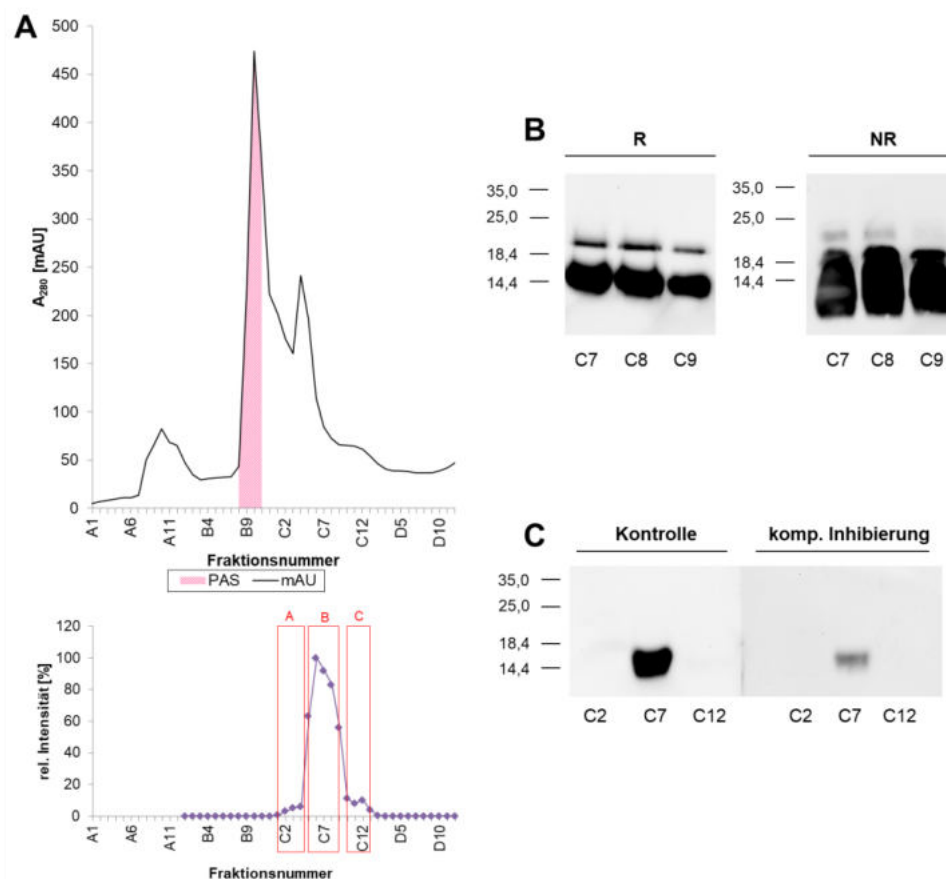 A
500
450
400
350
300
250
200
150
100
50
0
A₂₈₀ [mAU]
A1 A6 A11 B4 B9 C2 C7 C12 D5 D10
Fraktionsnummer
PAS mAU
A B C
120
100
80
60
40
20
0
rel. Intensität [%]
A1 A6 A11 B4 B9 C2 C7 C12 D5 D10
Fraktionsnummer
B
R
35,0
25,0
18,4
14,4
C7 C8 C9
NR
35,0
25,0
18,4
14,4
C7 C8 C9
C
Kontrolle komp. Inhibierung
35,0
25,0
18,4
14,4
C2 C7 C12 C2 C7 C12